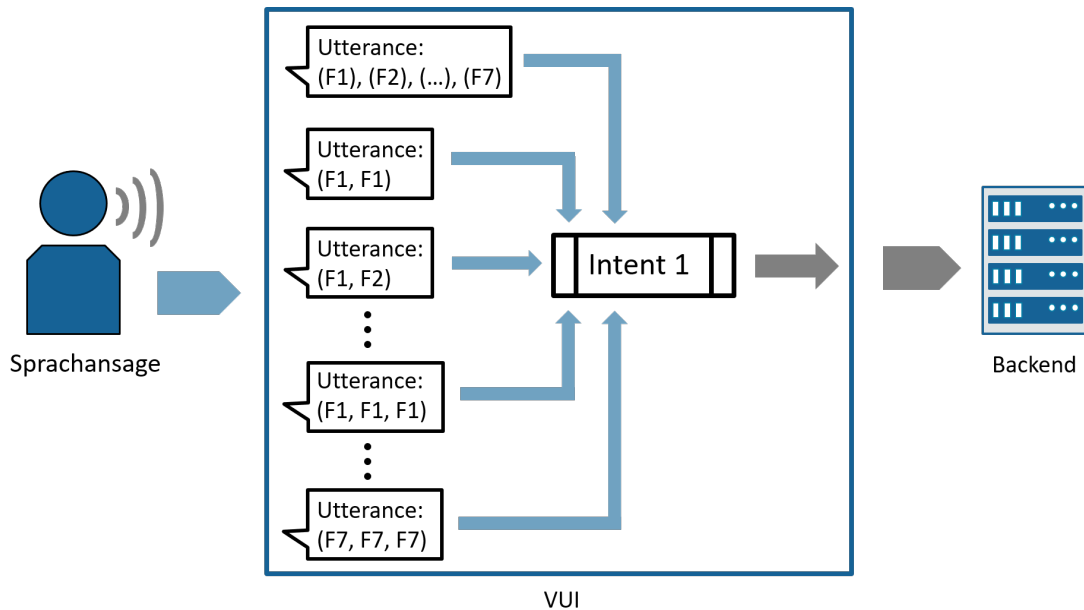 Utterance:
(F1), (F2), (...), (F7)
Utterance:
(F1, F1)
Utterance:
(F1, F2)
Utterance:
(F1, F1, F1)
Utterance:
(F7, F7, F7)
Intent 1
Sprachansage
Backend
VUI